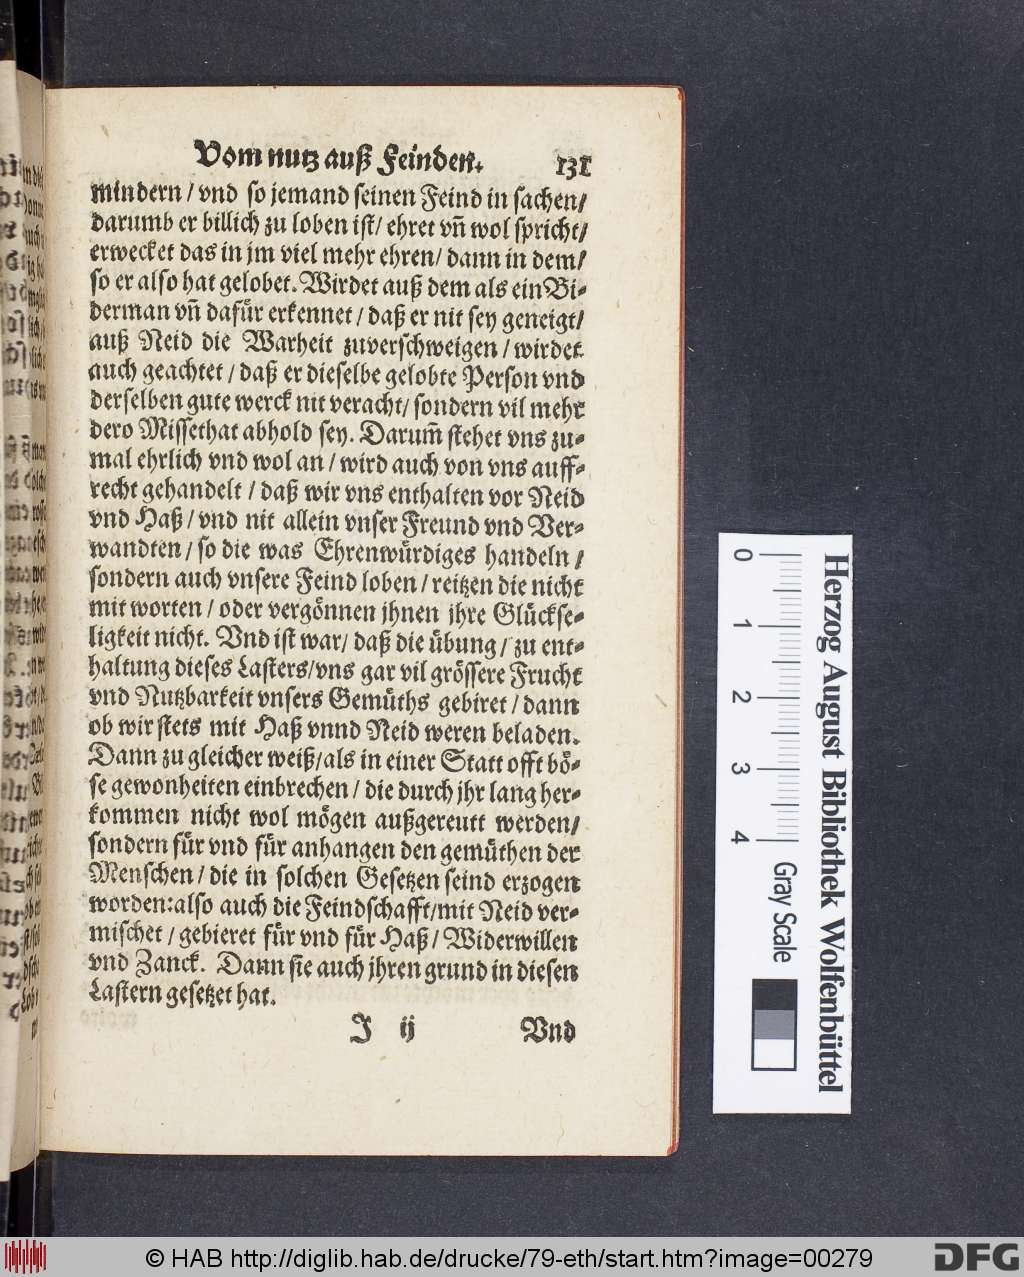 Vom nutz auß Feinden. 131
mindern / vnd so jemand seinen Feind in sachen/
darumb er billich zu loben ist/ ehret vñ wol spricht/
erwecket das in jm viel mehr ehren/ dann in dem/
so er also hat gelobet. Wirdet auß dem als ein Bi-
derman vñ dafür erkennet / daß er nit sey geneigt/
auß Neid die Warheit zuverschweigen / wirdet
auch geachtet / daß er dieselbe gelobte Person vnd
derselben gute werck nit veracht/ sondern vil mehr
dero Missethat abhold sey. Darum̃ stehet vns zu-
mal ehrlich vnd wol an / wird auch von vns auff-
recht gehandelt / daß wir vns enthalten vor Neid
vnd Haß / vnd nit allein vnser Freund vnd Ver-
wandten / so die was Ehrenwürdiges handeln /
sondern auch vnsere Feind loben / reitzen die nicht
mit worten / oder vergönnen jhnen jhre Glückse-
ligkeit nicht. Vnd ist war/ daß die übung / zu ent-
haltung dieses Lasters/vns gar vil grössere Frucht
vnd Nutzbarkeit vnsers Gemüths gebiret / dann
ob wir stets mit Haß vnnd Neid weren beladen.
Dann zu gleicher weiß/als in einer Statt offt bö-
se gewonheiten einbrechen / die durch jhr lang her-
kommen nicht wol mögen außgereutt werden/
sondern für vnd für anhangen den gemüthen der
Menschen / die in solchen Gesetzen seind erzogen
worden:also auch die Feindschafft/mit Neid ver-
mischet / gebieret für vnd für Haß / Widerwillen
vnd Zanck. Dann sie auch jhren grund in diesen
Lastern gesetzet hat.
J ij Vnd
0 1 2 3 4
Gray Scale
Herzog August Bibliothek Wolfenbüttel
© HAB http://diglib.hab.de/drucke/79-eth/start.htm?image=00279
DFG